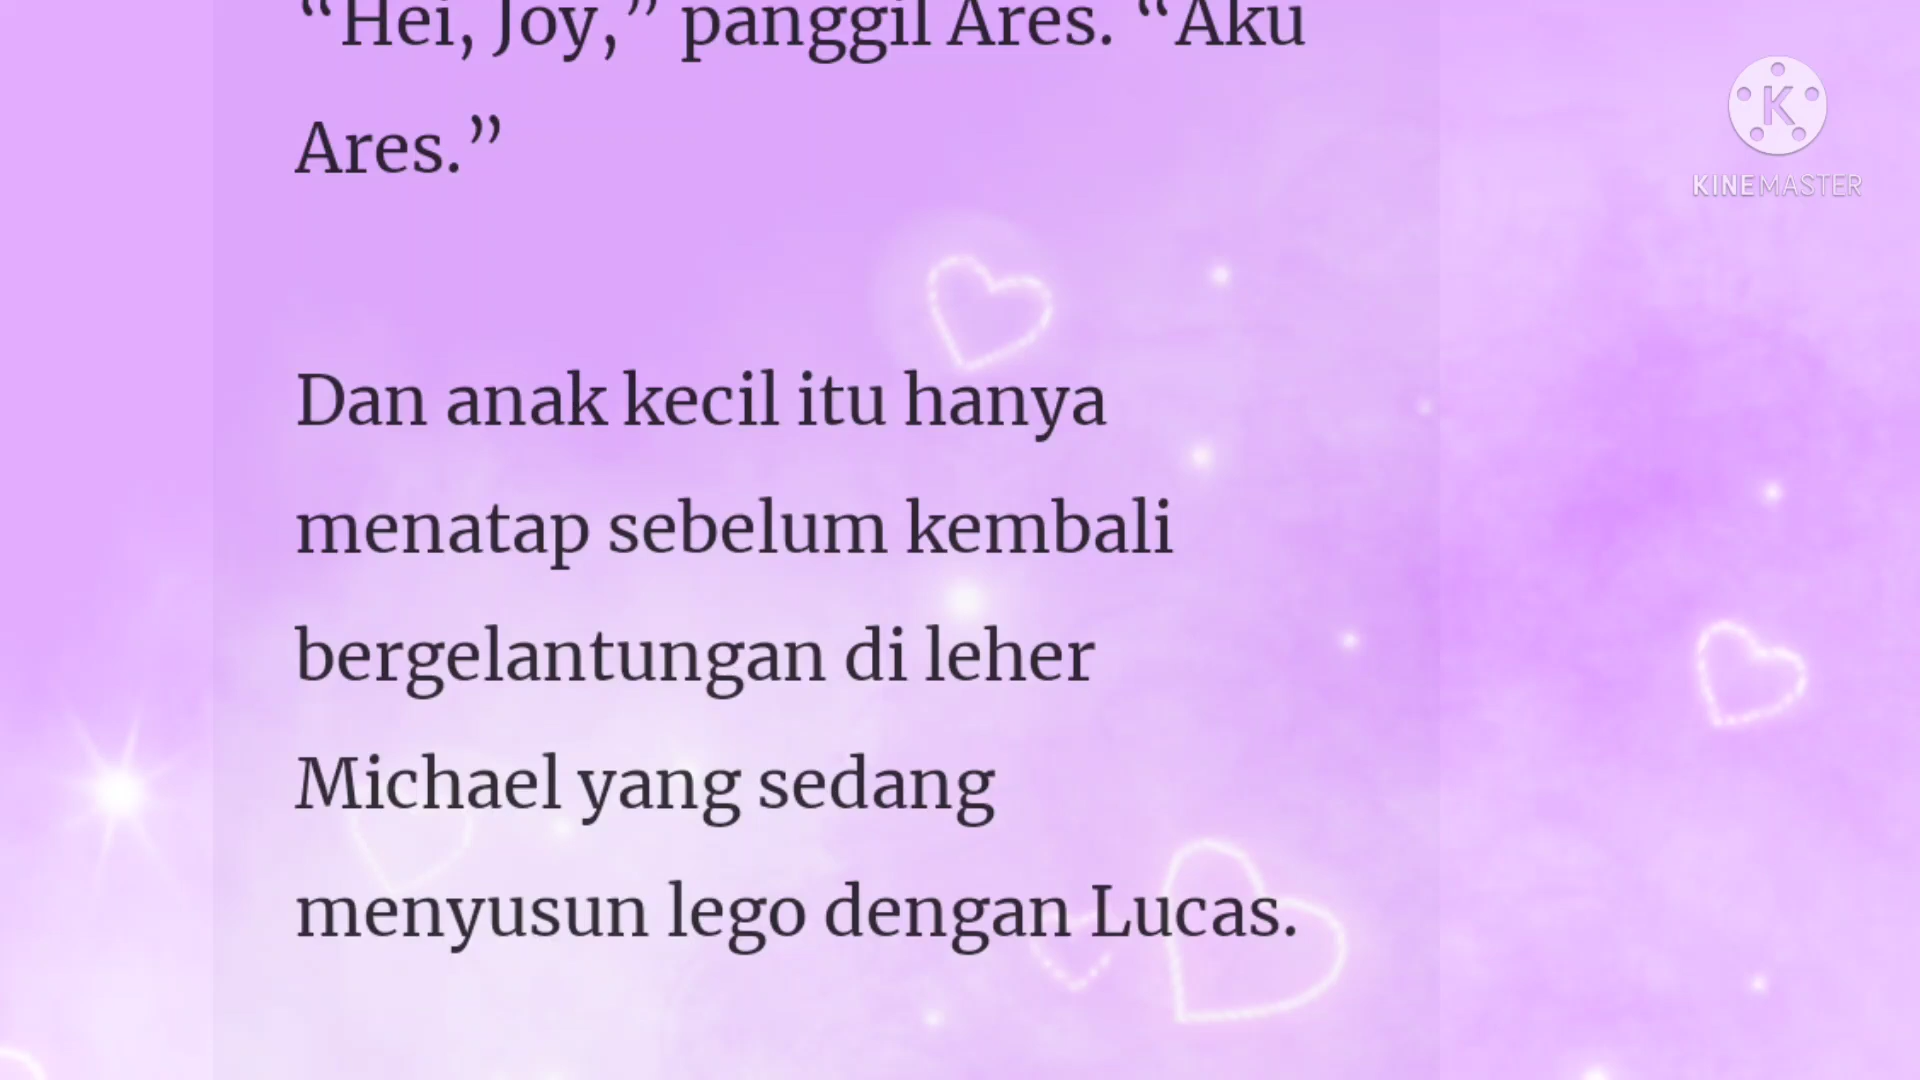 “Hei, Joy,” panggil Ares. “Aku
Ares.”
Dan anak kecil itu hanya
menatap sebelum kembali
bergelantungan di leher
Michael yang sedang
menyusun lego dengan Lucas.
K
KINEMASTER